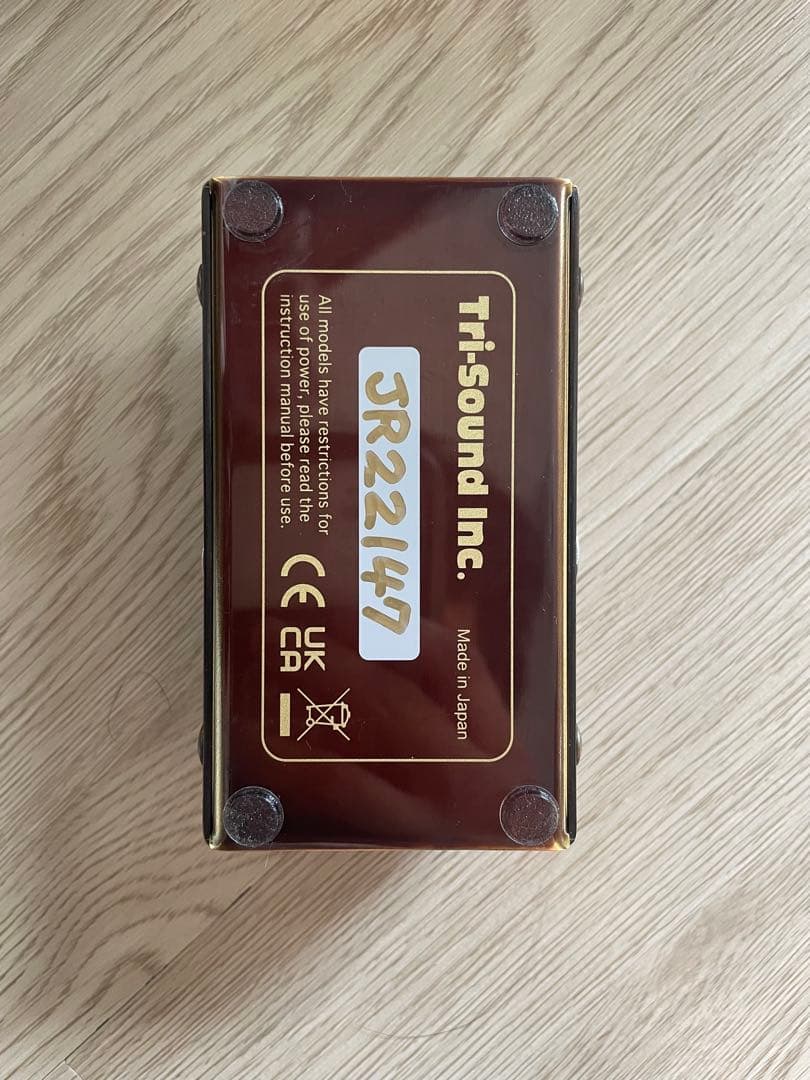 Tri-Sound Inc.
Made in Japan
JR22147
All models have restrictions for
use of power, please read the
instruction manual before use.
CE
UK
CA